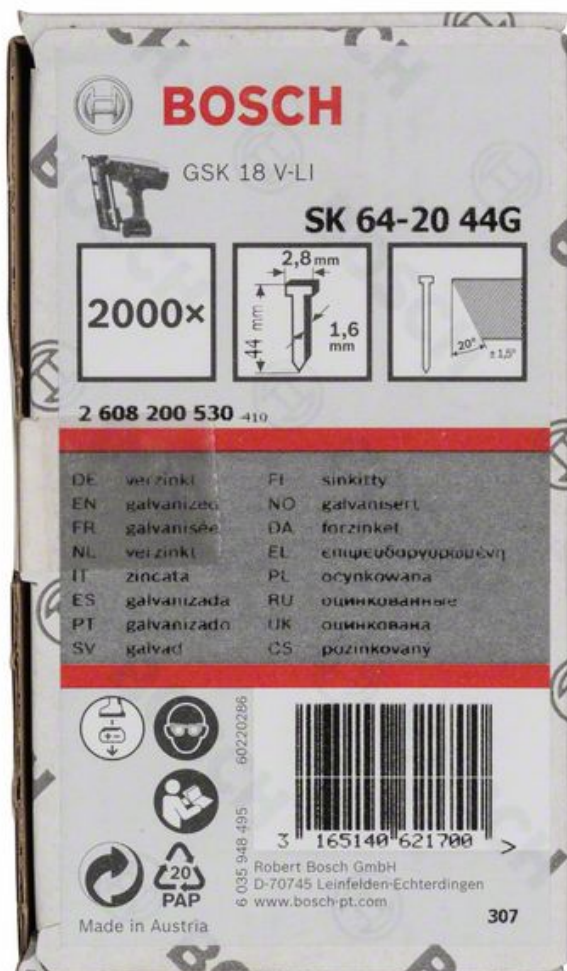 BOSCH
GSK 18 V-LI
SK 64-20 44G
2000×
2,8 mm
44 mm
1,6 mm
20°
± 1,5°
2 608 200 530 -410
DE verzinkt
EN galvanized
FR galvanisée
NL verzinkt
IT zincata
ES galvanizada
PT galvanizado
SV galvad
FI sinkitty
NO galvanisert
DA forzinket
EL επιψευδοργυρωμένη
PL ocynkowana
RU оцинкованные
UK оцинкована
CS pozinkovaný
60220286
6 035 948 495
3 165140 621700 >
20
PAP
Robert Bosch GmbH
D-70745 Leinfelden-Echterdingen
www.bosch-pt.com
Made in Austria
307